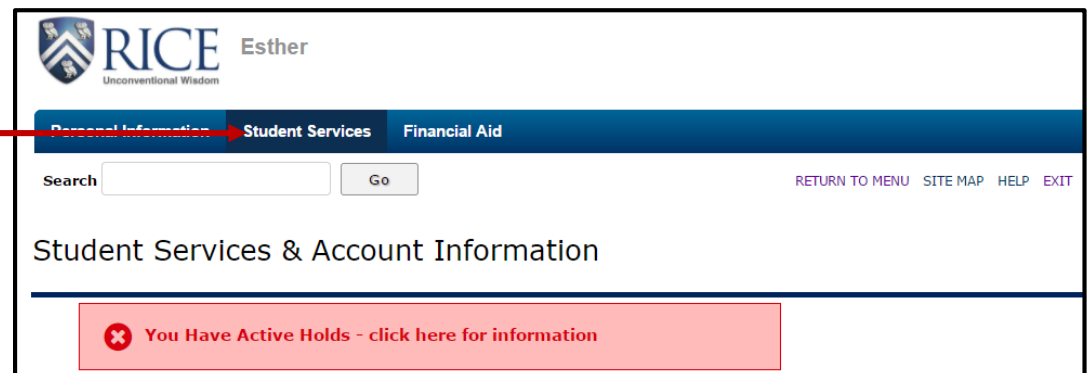 RICE Esther
Unconventional Wisdom
Personal Information Student Services Financial Aid
Search Go RETURN TO MENU SITE MAP HELP EXIT
Student Services & Account Information
You Have Active Holds - click here for information